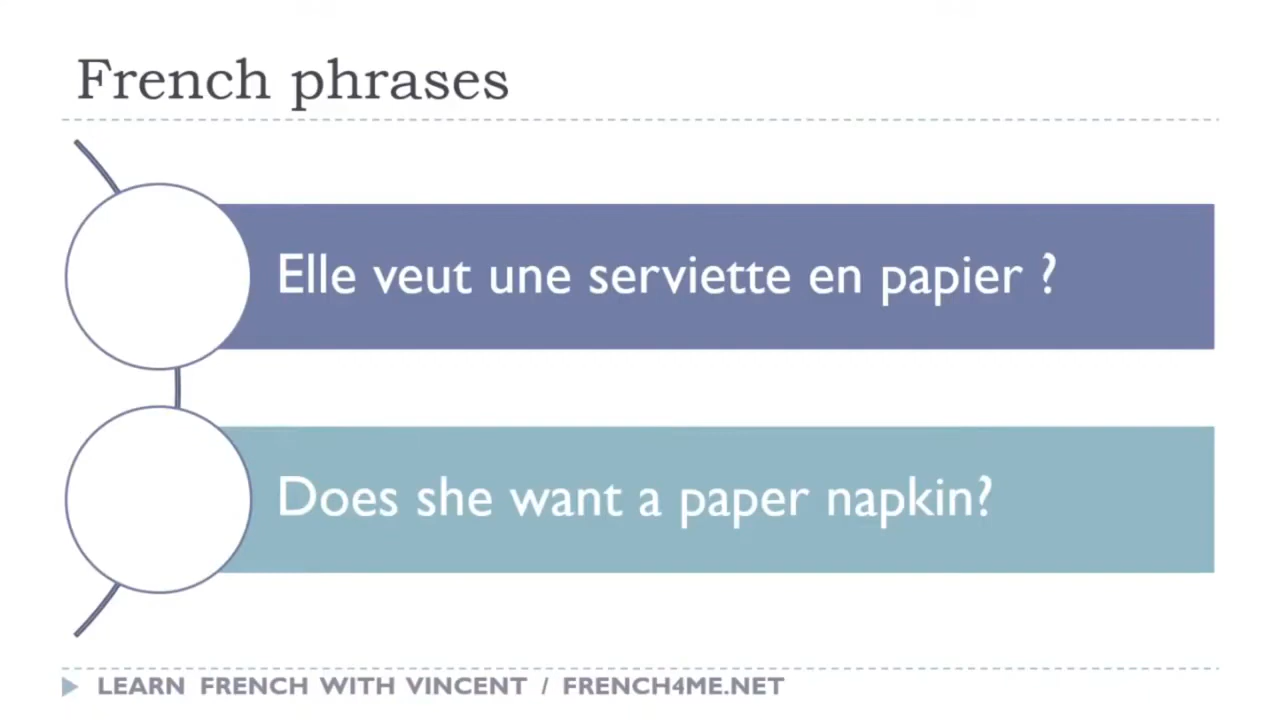 French phrases
Elle veut une serviette en papier ?
Does she want a paper napkin?
LEARN FRENCH WITH VINCENT / FRENCH4ME.NET